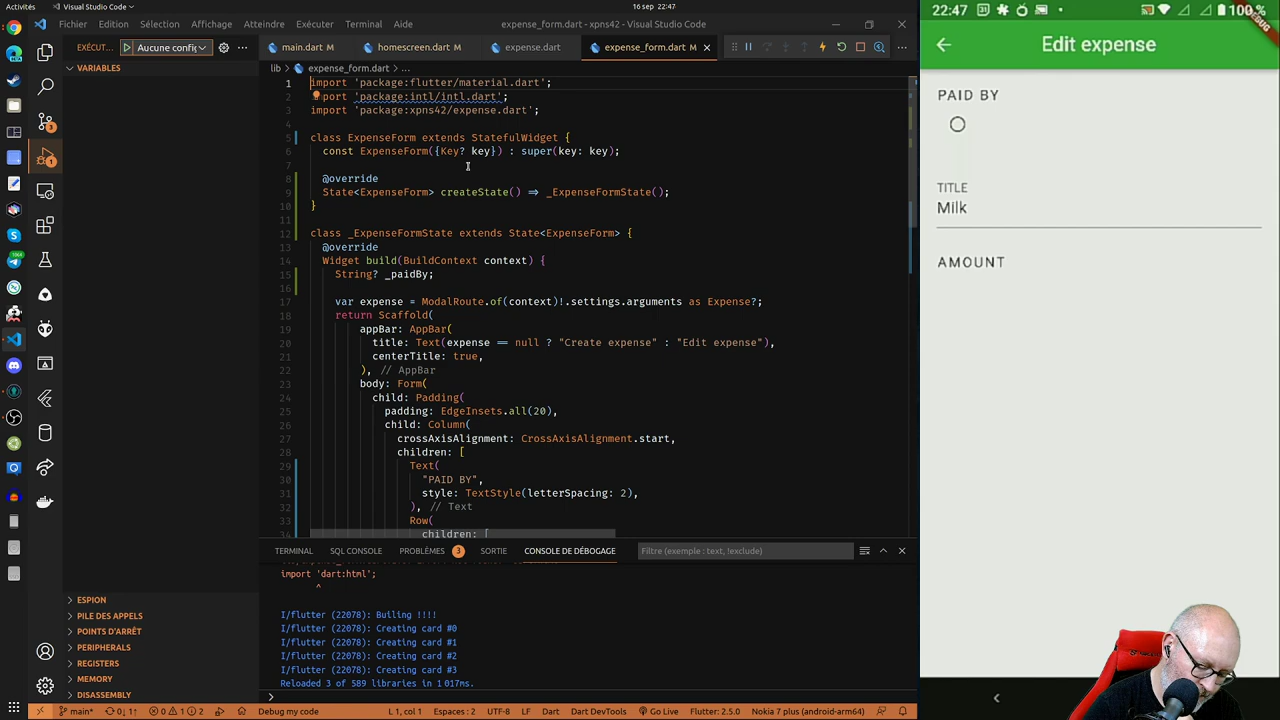 Activités
Visual Studio Code
16 sep 22:47
Fichier Edition Sélection Affichage Atteindre Exécuter Terminal Aide
expense_form.dart - xpns42 - Visual Studio Code
EXÉCUT...
Aucune config
main.dart M
homescreen.dart M
expense.dart
expense_form.dart M
VARIABLES
lib > expense_form.dart > ...
1 import 'package:flutter/material.dart';
2 import 'package:intl/intl.dart';
3 import 'package:xpns42/expense.dart';
4
5 class ExpenseForm extends StatefulWidget {
6 const ExpenseForm({Key? key}) : super(key: key);
7
8 @override
9 State<ExpenseForm> createState() => _ExpenseFormState();
10 }
11
12 class _ExpenseFormState extends State<ExpenseForm> {
13 @override
14 Widget build(BuildContext context) {
15 String? _paidBy;
16
17 var expense = ModalRoute.of(context)!.settings.arguments as Expense?;
18 return Scaffold(
19 appBar: AppBar(
20 title: Text(expense == null ? "Create expense" : "Edit expense"),
21 centerTitle: true,
22 ), // AppBar
23 body: Form(
24 child: Padding(
25 padding: EdgeInsets.all(20),
26 child: Column(
27 crossAxisAlignment: CrossAxisAlignment.start,
28 children: [
29 Text(
30 "PAID BY",
31 style: TextStyle(letterSpacing: 2),
32 ), // Text
33 Row(
34 children: [
TERMINAL SQL CONSOLE PROBLÈMES 3 SORTIE CONSOLE DE DÉBOGAGE
Filtre (exemple : text, !exclude)
import 'dart:html';
^
I/flutter (22078): Builing !!!!
I/flutter (22078): Creating card #0
I/flutter (22078): Creating card #1
I/flutter (22078): Creating card #2
I/flutter (22078): Creating card #3
Reloaded 3 of 589 libraries in 1 017ms.
>
ESPION
PILE DES APPELS
POINTS D'ARRÊT
PERIPHERALS
REGISTERS
MEMORY
DISASSEMBLY
main* 0↓ 1↑ 0 1 2 Debug my code
L 1, col 1 Espaces : 2 UTF-8 LF Dart Dart DevTools Go Live Flutter: 2.5.0 Nokia 7 plus (android-arm64)
22:47
100%
Edit expense
PAID BY
TITLE
Milk
AMOUNT